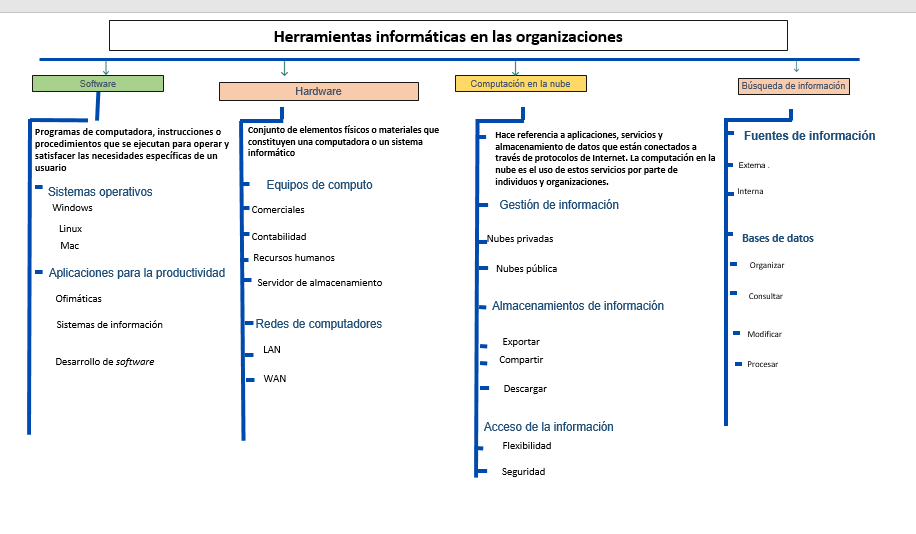 Herramientas informáticas en las organizaciones
Software
Programas de computadora, instrucciones o
procedimientos que se ejecutan para operar y
satisfacer las necesidades específicas de un
usuario
Sistemas operativos
Windows
Linux
Mac
Aplicaciones para la productividad
Ofimáticas
Sistemas de información
Desarrollo de software
Hardware
Conjunto de elementos físicos o materiales que
constituyen una computadora o un sistema
informático
Equipos de computo
Comerciales
Contabilidad
Recursos humanos
Servidor de almacenamiento
Redes de computadores
LAN
WAN
Computación en la nube
Hace referencia a aplicaciones, servicios y
almacenamiento de datos que están conectados a
través de protocolos de Internet. La computación en la
nube es el uso de estos servicios por parte de
individuos y organizaciones.
Gestión de información
Nubes privadas
Nubes pública
Almacenamientos de información
Exportar
Compartir
Descargar
Acceso de la información
Flexibilidad
Seguridad
Búsqueda de información
Fuentes de información
Externa .
Interna
Bases de datos
Organizar
Consultar
Modificar
Procesar